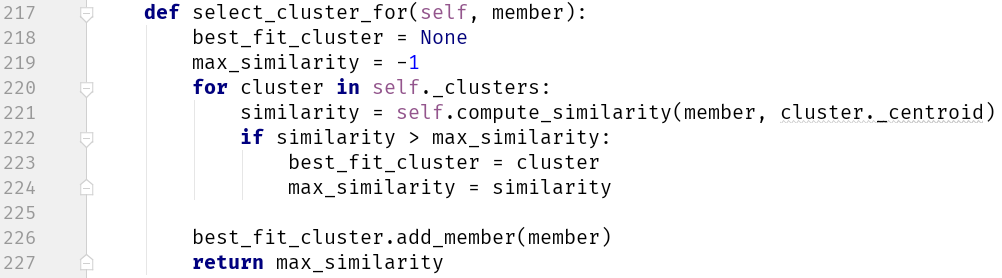 217 def select_cluster_for(self, member):
218 best_fit_cluster = None
219 max_similarity = -1
220 for cluster in self._clusters:
221 similarity = self.compute_similarity(member, cluster._centroid)
222 if similarity > max_similarity:
223 best_fit_cluster = cluster
224 max_similarity = similarity
225
226 best_fit_cluster.add_member(member)
227 return max_similarity